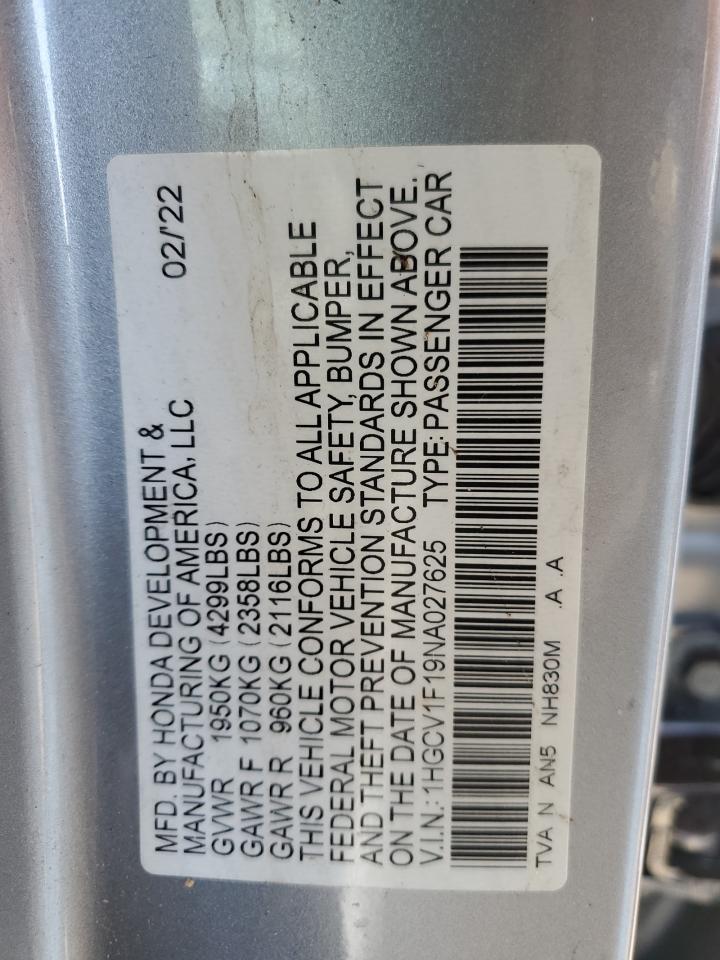 MFD. BY HONDA DEVELOPMENT & 02/'22
MANUFACTURING OF AMERICA, LLC
GVWR 1950KG (4299LBS)
GAWR F 1070KG (2358LBS)
GAWR R 960KG (2116LBS)
THIS VEHICLE CONFORMS TO ALL APPLICABLE
FEDERAL MOTOR VEHICLE SAFETY, BUMPER,
AND THEFT PREVENTION STANDARDS IN EFFECT
ON THE DATE OF MANUFACTURE SHOWN ABOVE.
V.I.N.: 1HGCV1F19NA027625 TYPE: PASSENGER CAR
TVA N AN5 NH830M .A .A